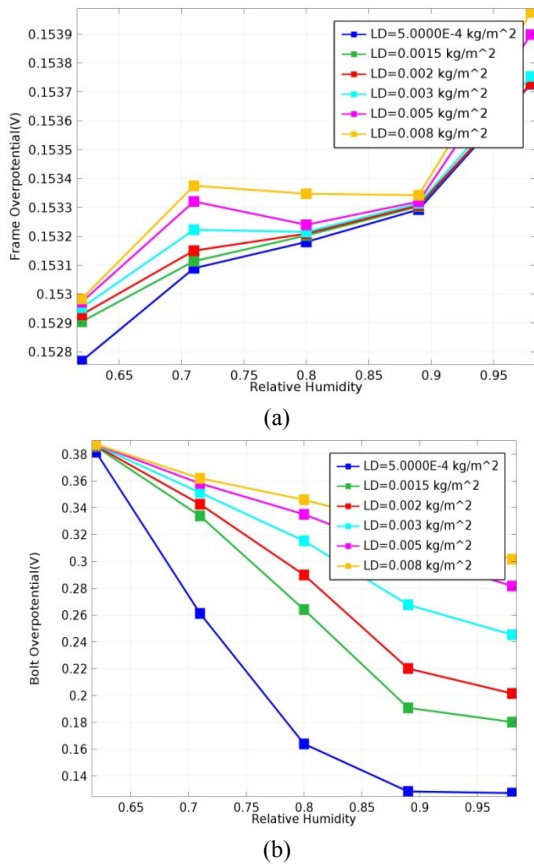 0.1539
0.1538
0.1537
0.1536
0.1535
0.1534
0.1533
0.1532
0.1531
0.153
0.1529
0.1528
Frame Overpotential(V)
LD=5.0000E-4 kg/m^2
LD=0.0015 kg/m^2
LD=0.002 kg/m^2
LD=0.003 kg/m^2
LD=0.005 kg/m^2
LD=0.008 kg/m^2
0.65 0.7 0.75 0.8 0.85 0.9 0.95
Relative Humidity
(a)
0.38
0.36
0.34
0.32
0.3
0.28
0.26
0.24
0.22
0.2
0.18
0.16
0.14
Bolt Overpotential(V)
LD=5.0000E-4 kg/m^2
LD=0.0015 kg/m^2
LD=0.002 kg/m^2
LD=0.003 kg/m^2
LD=0.005 kg/m^2
LD=0.008 kg/m^2
0.65 0.7 0.75 0.8 0.85 0.9 0.95
Relative Humidity
(b)